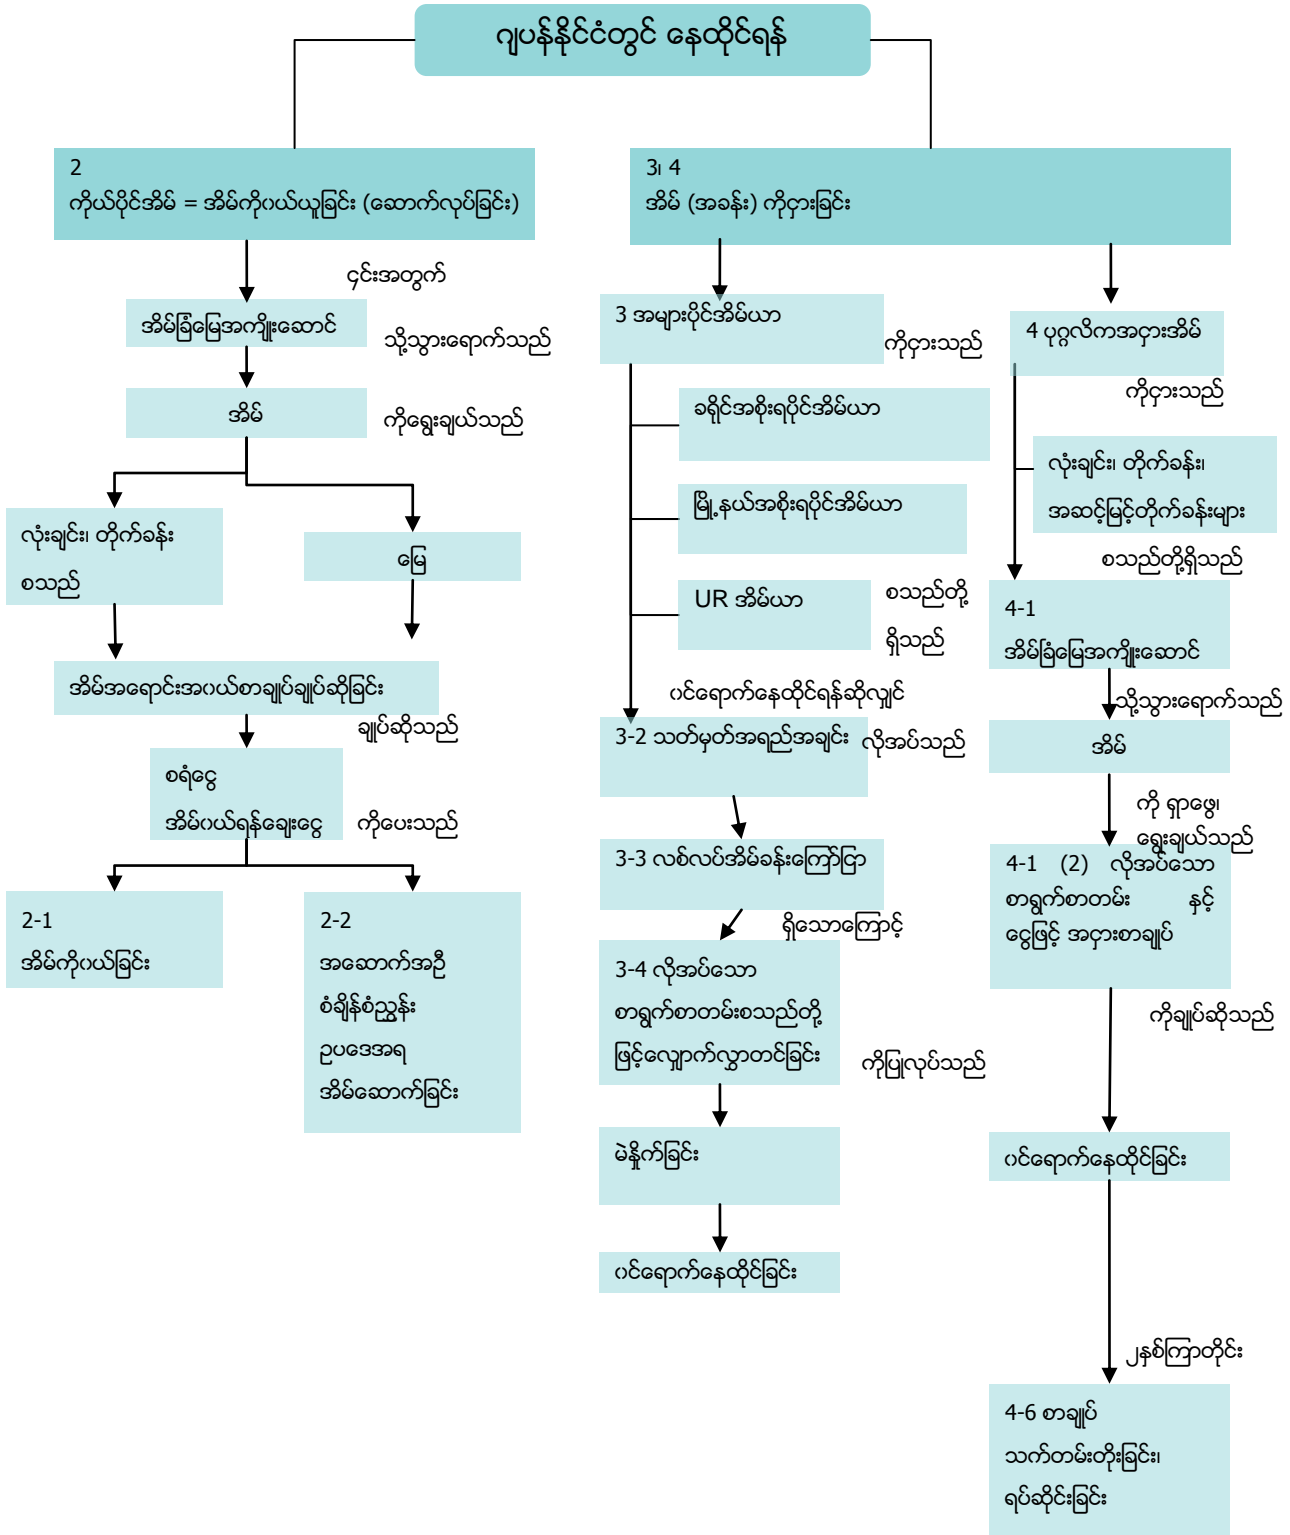 ဂျပန်နိုင်ငံတွင် နေထိုင်ရန်
2
ကိုယ်ပိုင်အိမ် = အိမ်ကိုဝယ်ယူခြင်း (ဆောက်လုပ်ခြင်း)
၄င်းအတွက်
အိမ်ခြံမြေအကျိုးဆောင်
သို့သွားရောက်သည်
အိမ်
ကိုရွေးချယ်သည်
လုံးချင်း၊ တိုက်ခန်း
စသည်
မြေ
အိမ်အရောင်းအဝယ်စာချုပ်ချုပ်ဆိုခြင်း
ချုပ်ဆိုသည်
စရံငွေ
အိမ်ဝယ်ရန်ချေးငွေ
ကိုပေးသည်
2-1
အိမ်ကိုဝယ်ခြင်း
2-2
အဆောက်အဦ
စံချိန်စံညွှန်း
ဥပဒေအရ
အိမ်ဆောက်ခြင်း
3၊ 4
အိမ် (အခန်း) ကိုငှားခြင်း
3 အများပိုင်အိမ်ယာ
ကိုငှားသည်
ခရိုင်အစိုးရပိုင်အိမ်ယာ
မြို့နယ်အစိုးရပိုင်အိမ်ယာ
UR အိမ်ယာ
စသည်တို့
ရှိသည်
ဝင်ရောက်နေထိုင်ရန်ဆိုလျှင်
3-2 သတ်မှတ်အရည်အချင်း
လိုအပ်သည်
3-3 လစ်လပ်အိမ်ခန်းကြော်ငြာ
ရှိသောကြောင့်
3-4 လိုအပ်သော
စာရွက်စာတမ်းစသည်တို့
ဖြင့်လျှောက်လွှာတင်ခြင်း
ကိုပြုလုပ်သည်
မဲနှိုက်ခြင်း
ဝင်ရောက်နေထိုင်ခြင်း
4 ပုဂ္ဂလိကအငှားအိမ်
ကိုငှားသည်
လုံးချင်း၊ တိုက်ခန်း၊
အဆင့်မြင့်တိုက်ခန်းများ
စသည်တို့ရှိသည်
4-1
အိမ်ခြံမြေအကျိုးဆောင်
သို့သွားရောက်သည်
အိမ်
ကို ရှာဖွေ၊
ရွေးချယ်သည်
4-1 (2) လိုအပ်သော
စာရွက်စာတမ်း နှင့်
ငွေဖြင့် အငှားစာချုပ်
ကိုချုပ်ဆိုသည်
ဝင်ရောက်နေထိုင်ခြင်း
၂နှစ်ကြာတိုင်း
4-6 စာချုပ်
သက်တမ်းတိုးခြင်း၊
ရပ်ဆိုင်းခြင်း